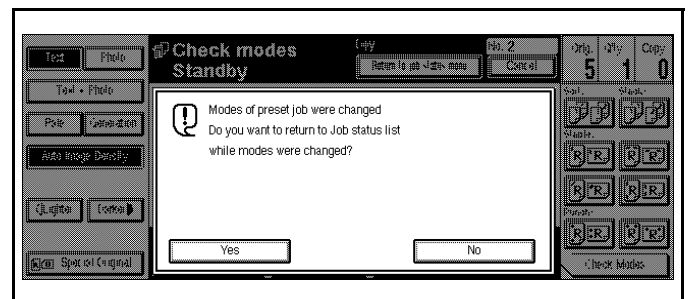 Text Photo
Check modes
Standby
Copy
Return to job status menu
No. 2
Cancel
Orig. Q'ty Copy
5 1 0
Text • Photo
Pale Generation
Auto Image Density
Lighter Darker
Special Original
Modes of preset job were changed
Do you want to return to Job status list
while modes were changed?
Yes No
Sort. Stack.
Staple.
Punch.
Check Modes